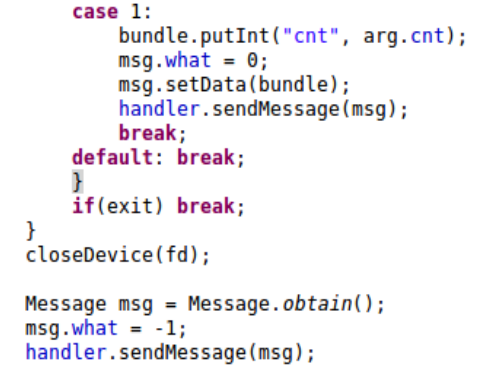 case 1:
bundle.putInt("cnt", arg.cnt);
msg.what = 0;
msg.setData(bundle);
handler.sendMessage(msg);
break;
default: break;
}
if(exit) break;
}
closeDevice(fd);
Message msg = Message.obtain();
msg.what = -1;
handler.sendMessage(msg);